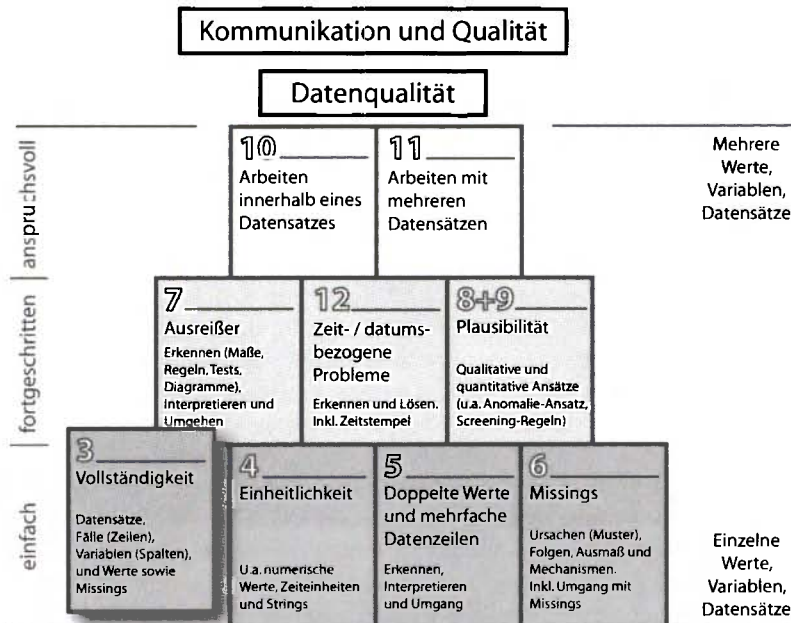 Kommunikation und Qualität
Datenqualität
anspruchsvoll
10
Arbeiten
innerhalb eines
Datensatzes
11
Arbeiten mit
mehreren
Datensätzen
Mehrere
Werte,
Variablen,
Datensätze
fortgeschritten
7
Ausreißer
Erkennen (Maße,
Regeln, Tests,
Diagramme),
Interpretieren und
Umgehen
12
Zeit- / datums-
bezogene
Probleme
Erkennen und Lösen.
Inkl. Zeitstempel
8+9
Plausibilität
Qualitative und
quantitative Ansätze
(u.a. Anomalie-Ansatz,
Screening-Regeln)
einfach
3
Vollständigkeit
Datensätze,
Fälle (Zeilen),
Variablen (Spalten),
und Werte sowie
Missings
4
Einheitlichkeit
U.a. numerische
Werte, Zeiteinheiten
und Strings
5
Doppelte Werte
und mehrfache
Datenzeilen
Erkennen,
Interpretieren
und Umgang
6
Missings
Ursachen (Muster),
Folgen, Ausmaß und
Mechanismen.
Inkl. Umgang mit
Missings
Einzelne
Werte,
Variablen,
Datensätze